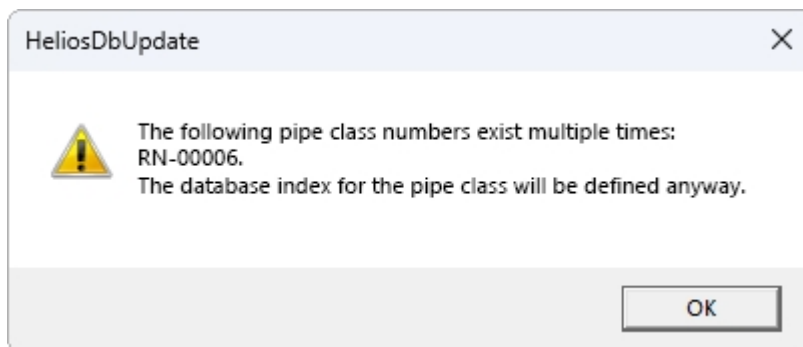 HeliosDbUpdate
The following pipe class numbers exist multiple times:
RN-00006.
The database index for the pipe class will be defined anyway.
OK